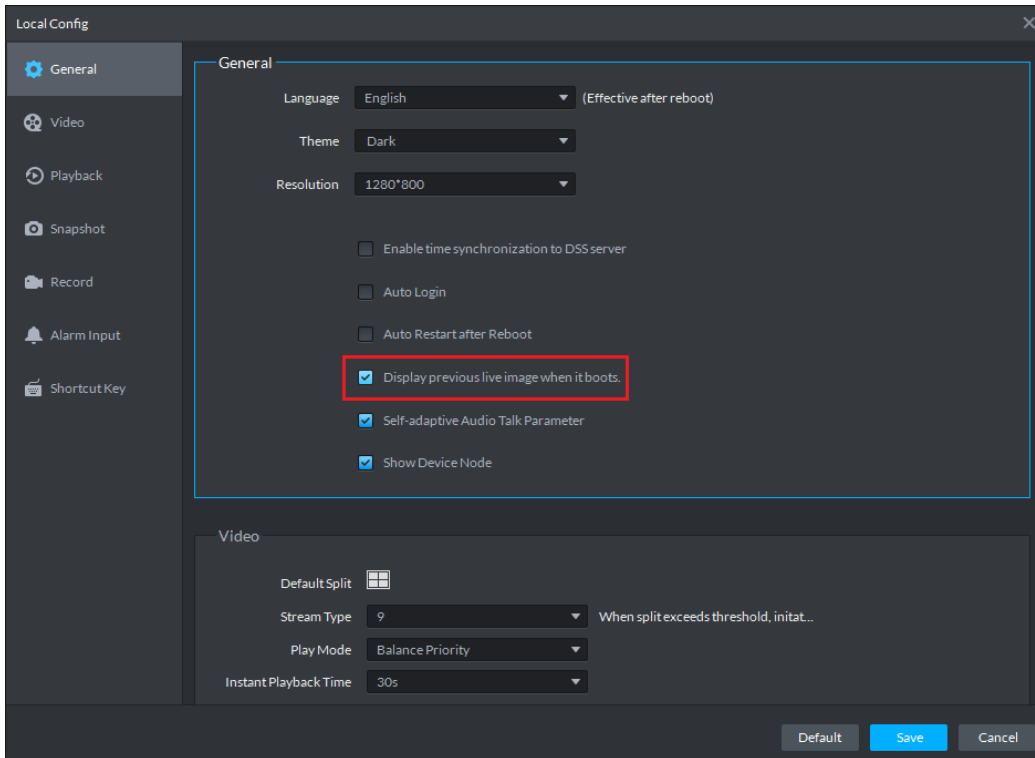 Local Config
General
Video
Playback
Snapshot
Record
Alarm Input
Shortcut Key
General
Language English (Effective after reboot)
Theme Dark
Resolution 1280*800
Enable time synchronization to DSS server
Auto Login
Auto Restart after Reboot
Display previous live image when it boots.
Self-adaptive Audio Talk Parameter
Show Device Node
Video
Default Split
Stream Type 9 When split exceeds threshold, initat...
Play Mode Balance Priority
Instant Playback Time 30s
Default Save Cancel